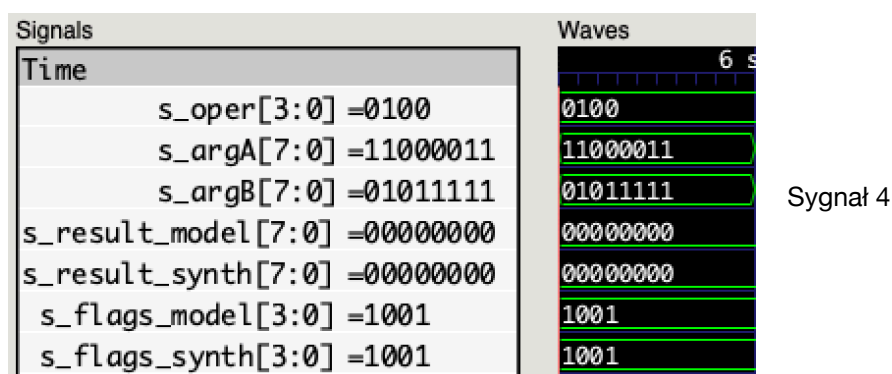 Signals Waves
Time 6 s
s_oper[3:0] =0100 0100
s_argA[7:0] =11000011 11000011
s_argB[7:0] =01011111 01011111 Sygnał 4
s_result_model[7:0] =00000000 00000000
s_result_synth[7:0] =00000000 00000000
s_flags_model[3:0] =1001 1001
s_flags_synth[3:0] =1001 1001